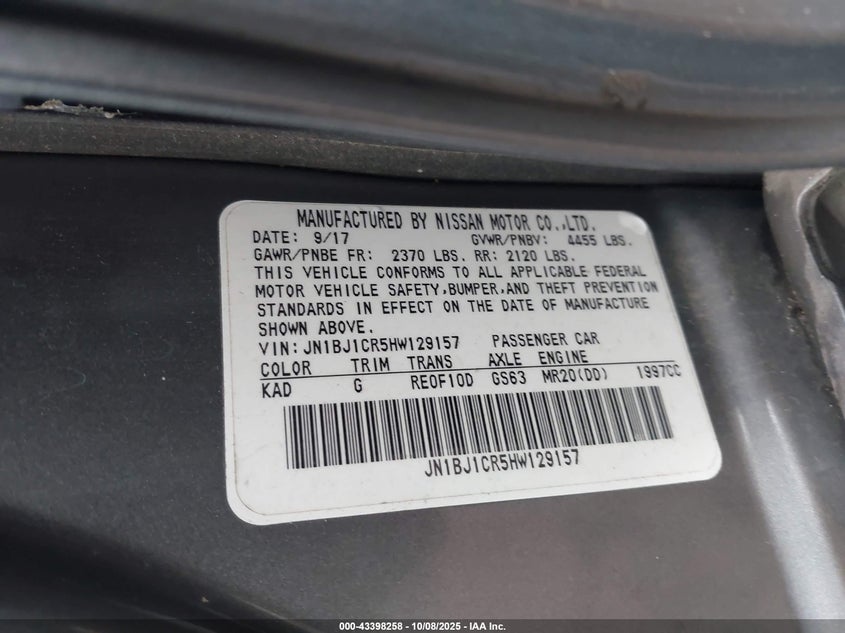 MANUFACTURED BY NISSAN MOTOR CO.,LTD.
DATE: 9/17 GVWR/PNBV: 4455 LBS.
GAWR/PNBE FR: 2370 LBS. RR: 2120 LBS.
THIS VEHICLE CONFORMS TO ALL APPLICABLE FEDERAL
MOTOR VEHICLE SAFETY,BUMPER,AND THEFT PREVENTION
STANDARDS IN EFFECT ON THE DATE OF MANUFACTURE
SHOWN ABOVE.
VIN: JN1BJ1CR5HW129157 PASSENGER CAR
COLOR TRIM TRANS AXLE ENGINE
KAD G RE0F10D GS63 MR20(DD) 1997CC
JN1BJ1CR5HW129157
000-43398258 - 10/08/2025 - IAA Inc.